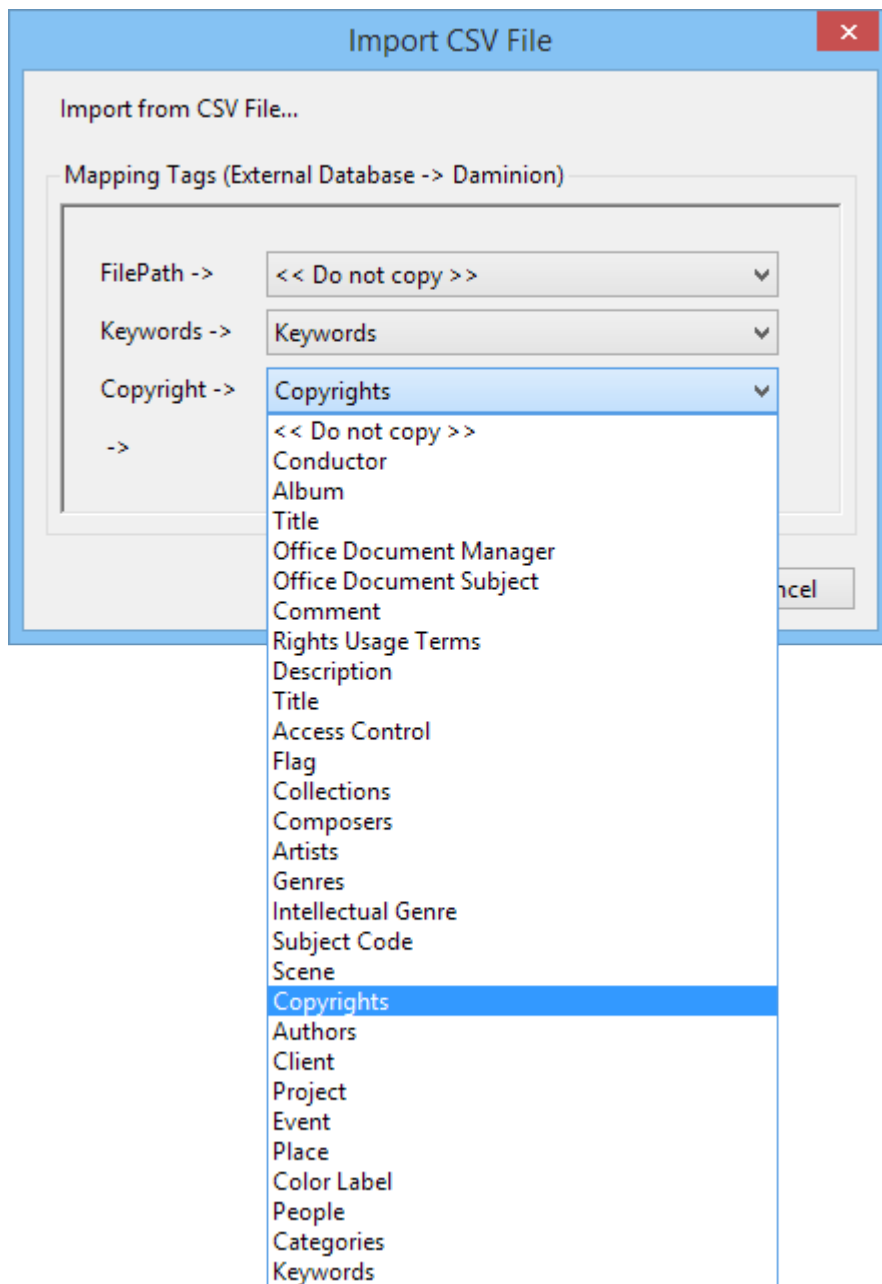 Import CSV File
Import from CSV File...
Mapping Tags (External Database -> Daminion)
FilePath -> << Do not copy >>
Keywords -> Keywords
Copyright -> Copyrights
->
<< Do not copy >>
Conductor
Album
Title
Office Document Manager
Office Document Subject
Comment
Rights Usage Terms
Description
Title
Access Control
Flag
Collections
Composers
Artists
Genres
Intellectual Genre
Subject Code
Scene
Copyrights
Authors
Client
Project
Event
Place
Color Label
People
Categories
Keywords
ncel